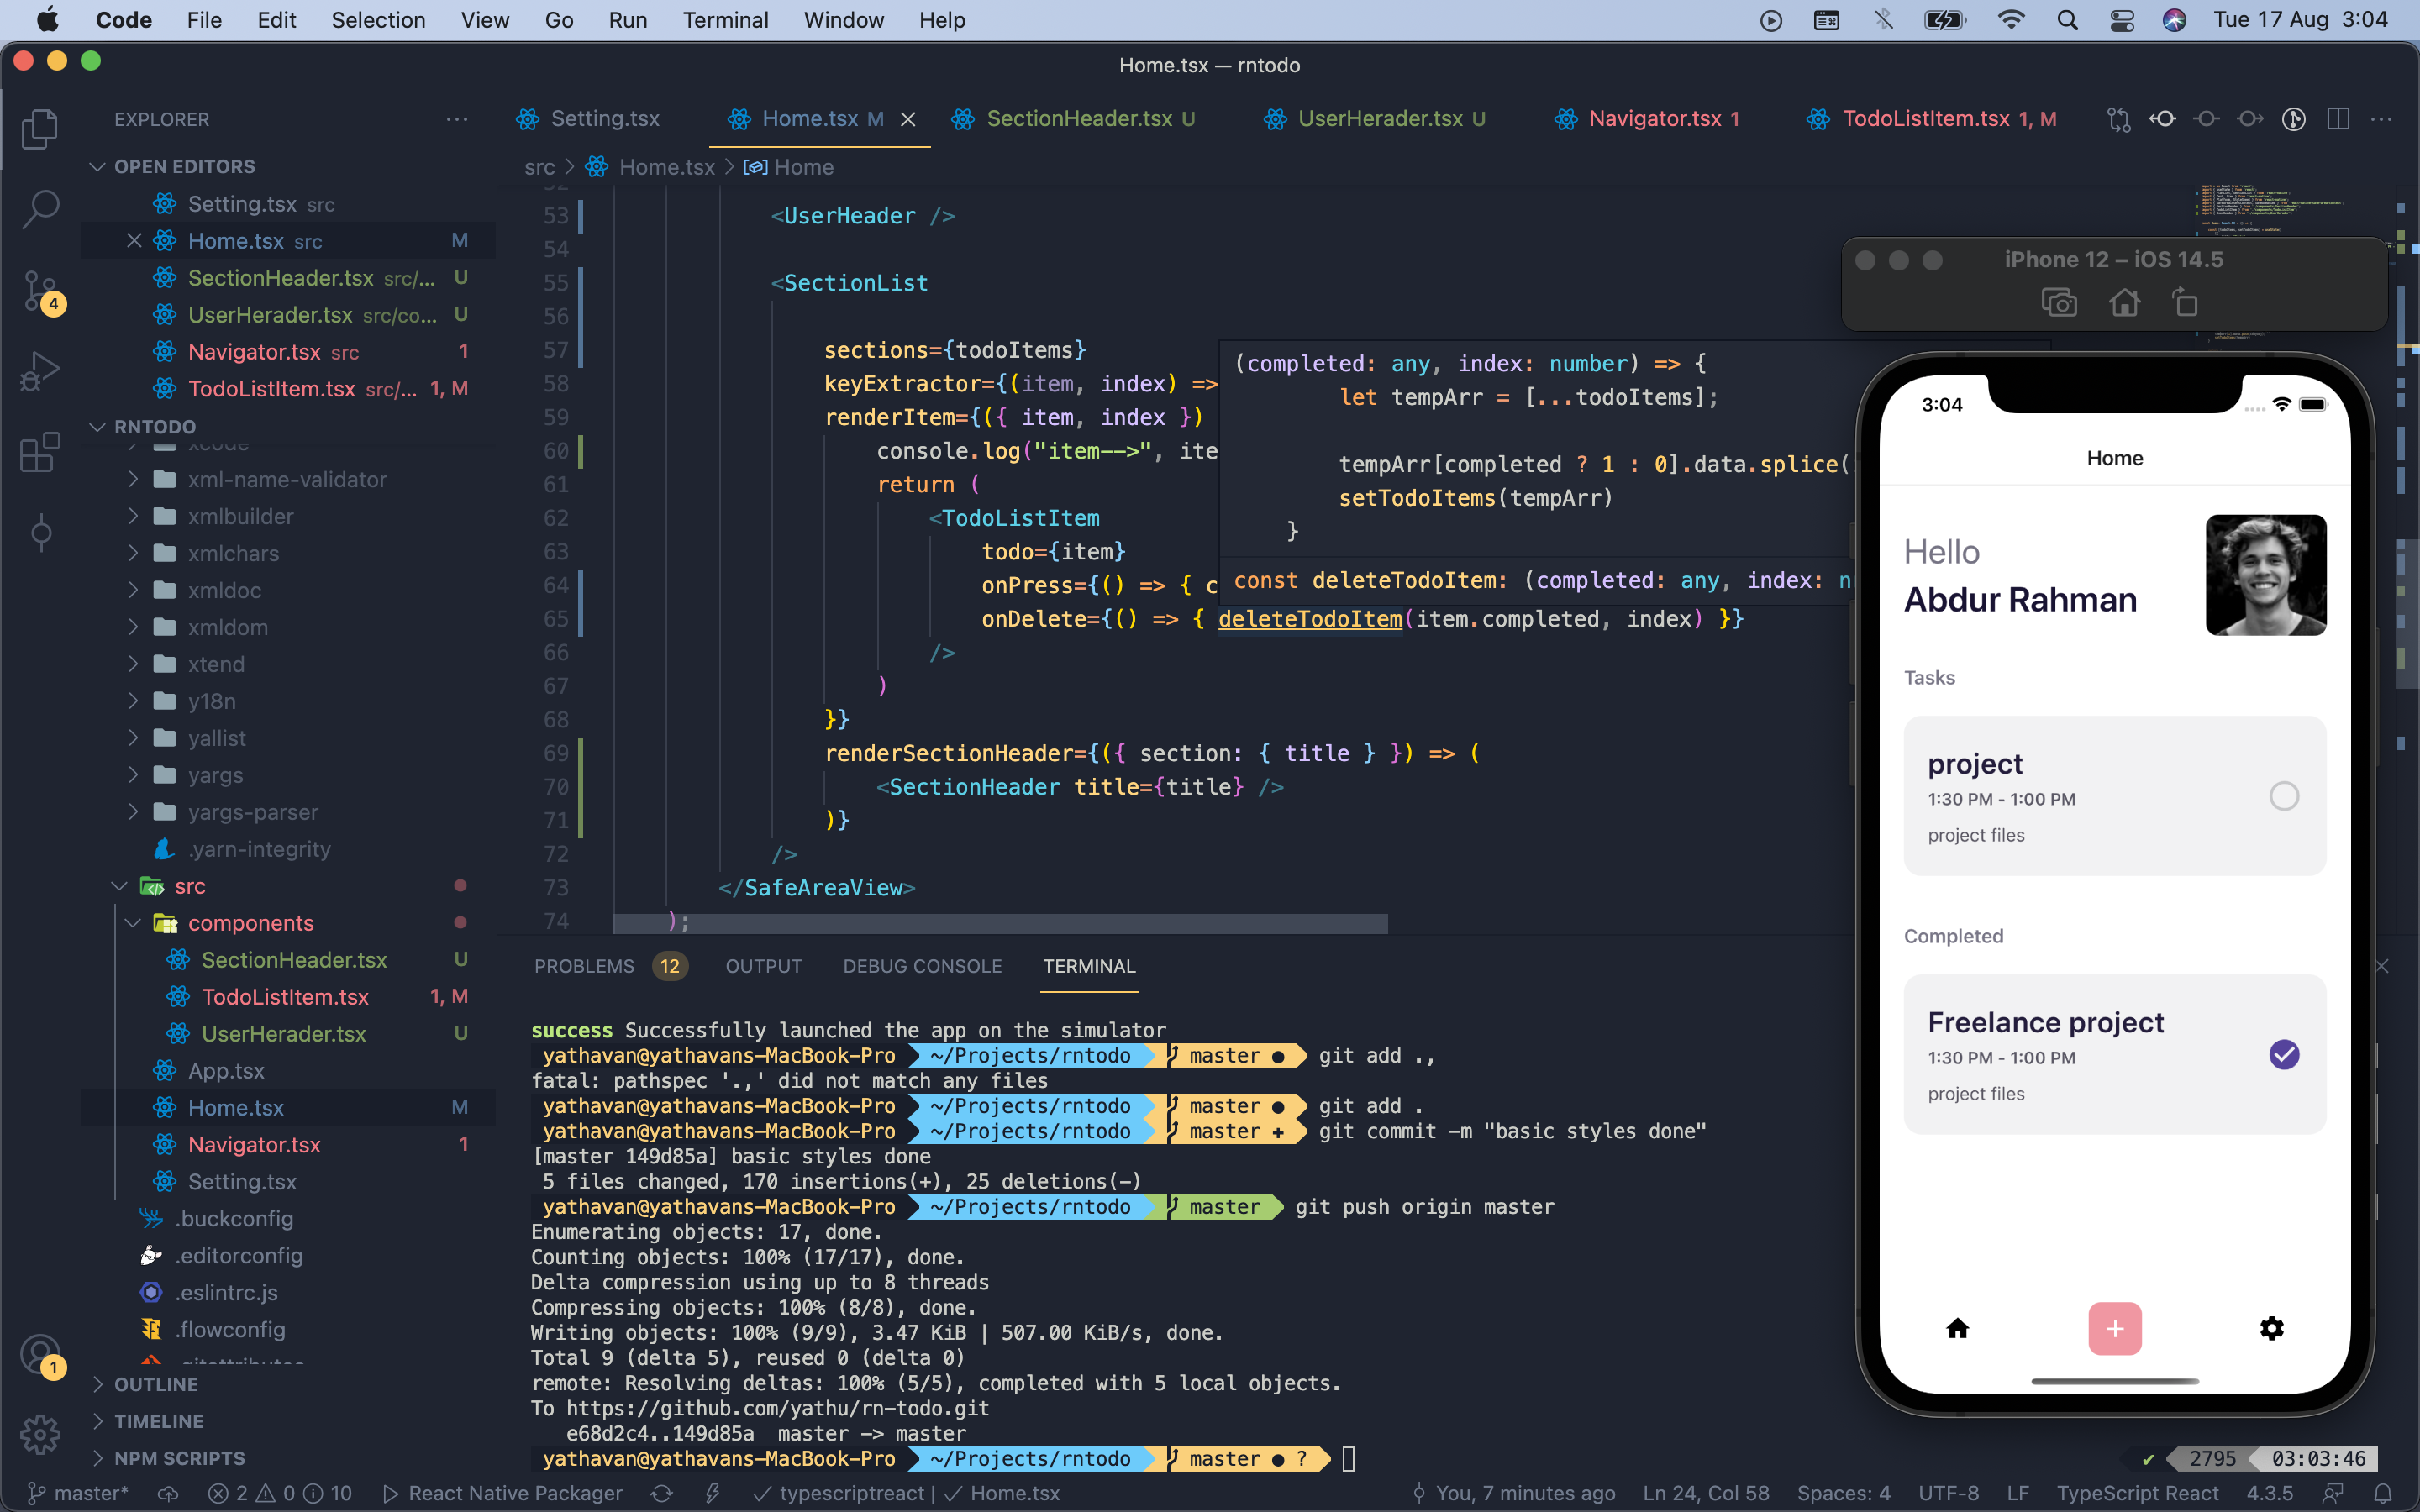 Code File Edit Selection View Go Run Terminal Window Help Tue 17 Aug 3:04
Home.tsx — rntodo
EXPLORER
OPEN EDITORS
Setting.tsx src
Home.tsx src M
SectionHeader.tsx src/... U
UserHerader.tsx src/co... U
Navigator.tsx src 1
TodoListItem.tsx src/... 1, M
RNTODO
xcode
xml-name-validator
xmlbuilder
xmlchars
xmldoc
xmldom
xtend
y18n
yallist
yargs
yargs-parser
.yarn-integrity
src
components
SectionHeader.tsx U
TodoListItem.tsx 1, M
UserHerader.tsx U
App.tsx
Home.tsx M
Navigator.tsx 1
Setting.tsx
.buckconfig
.editorconfig
.eslintrc.js
.flowconfig
.gitattributes
OUTLINE
TIMELINE
NPM SCRIPTS
4
1
Setting.tsx Home.tsx M SectionHeader.tsx U UserHerader.tsx U Navigator.tsx 1 TodoListItem.tsx 1, M
src > Home.tsx > Home
52
53 <UserHeader />
54
55 <SectionList
56
57 sections={todoItems}
58 keyExtractor={(item, index) =>
59 renderItem={({ item, index })
60 console.log("item-->", ite
61 return (
62 <TodoListItem
63 todo={item}
64 onPress={() => { c
65 onDelete={() => { deleteTodoItem(item.completed, index) }}
66 />
67 )
68 }}
69 renderSectionHeader={({ section: { title } }) => (
70 <SectionHeader title={title} />
71 )}
72 />
73 </SafeAreaView>
74 );
(completed: any, index: number) => {
let tempArr = [...todoItems];
tempArr[completed ? 1 : 0].data.splice(
setTodoItems(tempArr)
}
const deleteTodoItem: (completed: any, index: n
PROBLEMS 12 OUTPUT DEBUG CONSOLE TERMINAL
success Successfully launched the app on the simulator
yathavan@yathavans-MacBook-Pro ~/Projects/rntodo master ● git add .,
fatal: pathspec '.,' did not match any files
yathavan@yathavans-MacBook-Pro ~/Projects/rntodo master ● git add .
yathavan@yathavans-MacBook-Pro ~/Projects/rntodo master + git commit -m "basic styles done"
[master 149d85a] basic styles done
5 files changed, 170 insertions(+), 25 deletions(-)
yathavan@yathavans-MacBook-Pro ~/Projects/rntodo master git push origin master
Enumerating objects: 17, done.
Counting objects: 100% (17/17), done.
Delta compression using up to 8 threads
Compressing objects: 100% (8/8), done.
Writing objects: 100% (9/9), 3.47 KiB | 507.00 KiB/s, done.
Total 9 (delta 5), reused 0 (delta 0)
remote: Resolving deltas: 100% (5/5), completed with 5 local objects.
To https://github.com/yathu/rn-todo.git
e68d2c4..149d85a master -> master
yathavan@yathavans-MacBook-Pro ~/Projects/rntodo master ● ?
✔ 2795 03:03:46
iPhone 12 – iOS 14.5
3:04
Home
Hello
Abdur Rahman
Tasks
project
1:30 PM - 1:00 PM
project files
Completed
Freelance project
1:30 PM - 1:00 PM
project files
master* 2 0 10 React Native Packager typescriptreact | Home.tsx You, 7 minutes ago Ln 24, Col 58 Spaces: 4 UTF-8 LF TypeScript React 4.3.5